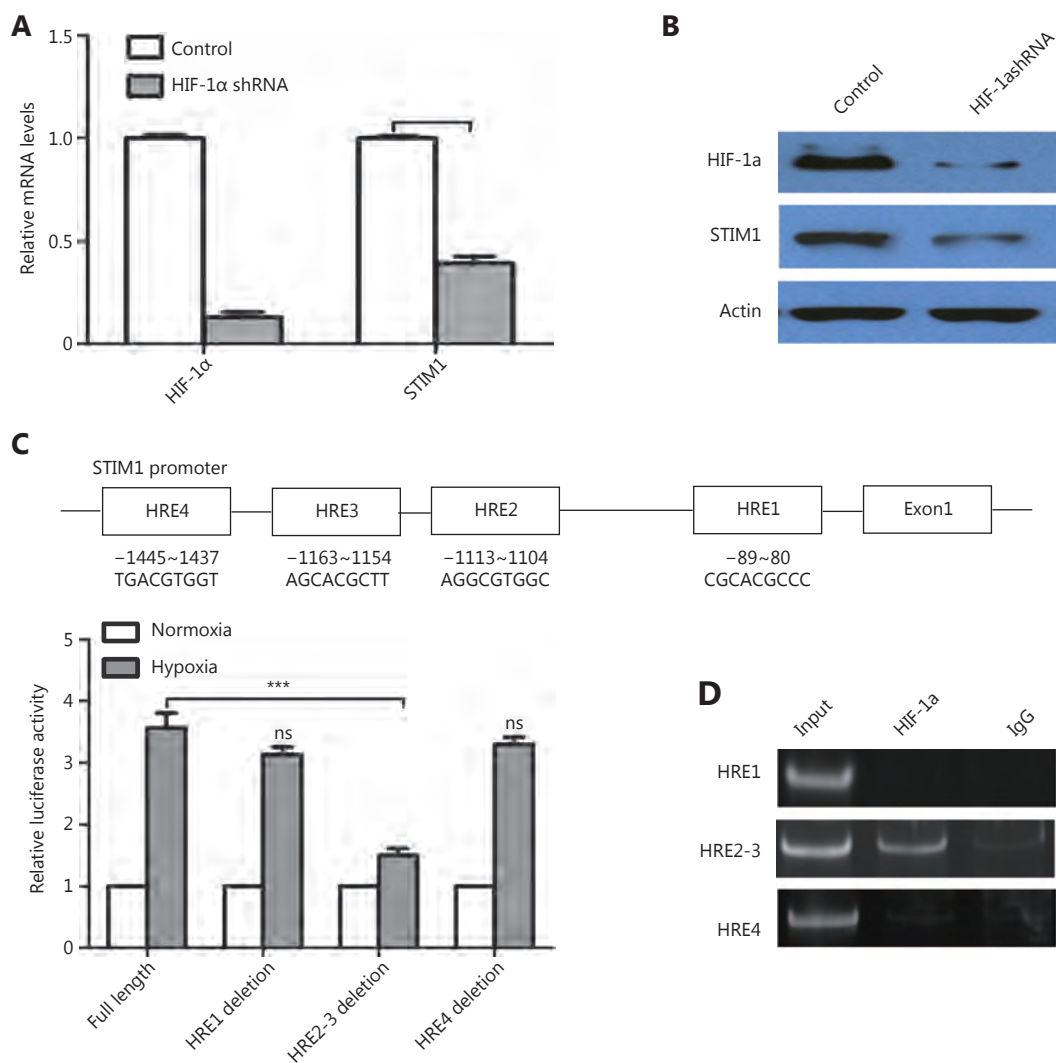 A
Relative mRNA levels
1.5
1.0
0.5
0
Control
HIF-1α shRNA
HIF-1α
STIM1
B
Control
HIF-1ashRNA
HIF-1a
STIM1
Actin
C
STIM1 promoter
HRE4
HRE3
HRE2
HRE1
Exon1
−1445~1437
−1163~1154
−1113~1104
−89~80
TGACGTGGT
AGCACGCTT
AGGCGTGGC
CGCACGCCC
Normoxia
Hypoxia
Relative luciferase activity
5
4
3
2
1
0
***
ns
ns
Full length
HRE1 deletion
HRE2-3 deletion
HRE4 deletion
D
Input
HIF-1a
IgG
HRE1
HRE2-3
HRE4